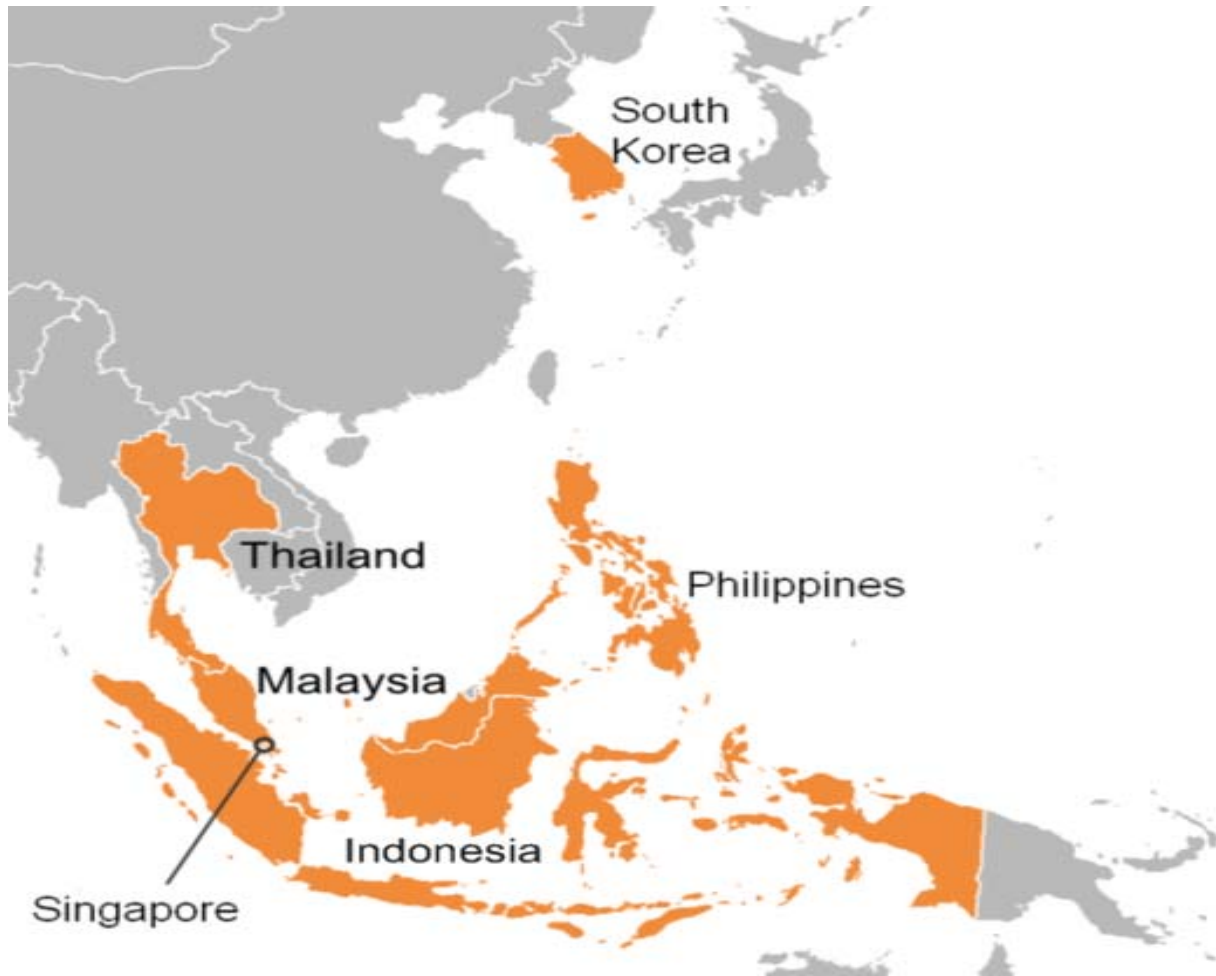 South
Korea
Thailand
Philippines
Malaysia
Indonesia
Singapore